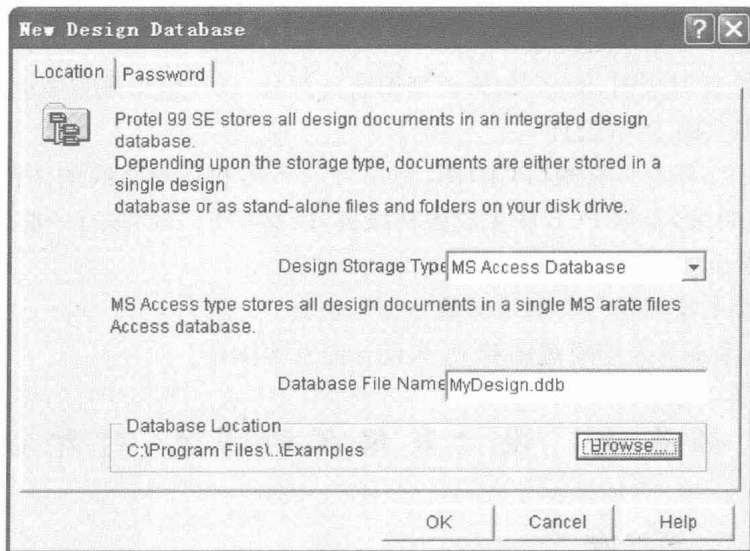 New Design Database
Location Password
Protel 99 SE stores all design documents in an integrated design
database.
Depending upon the storage type, documents are either stored in a
single design
database or as stand-alone files and folders on your disk drive.
Design Storage Type MS Access Database
MS Access type stores all design documents in a single MS arate files
Access database.
Database File Name MyDesign.ddb
Database Location
C:\Program Files\..\Examples Browse...
OK Cancel Help